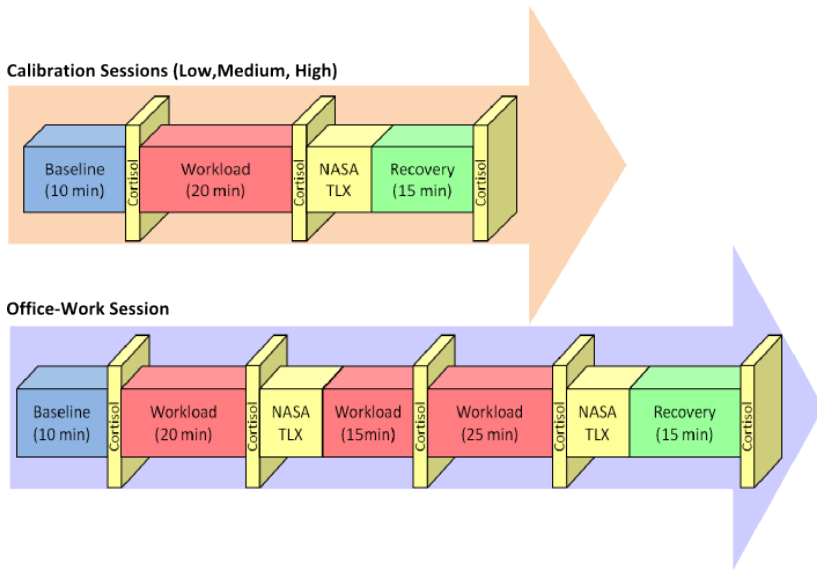 Calibration Sessions (Low,Medium, High)
Baseline
(10 min)
Cortisol
Workload
(20 min)
Cortisol
NASA
TLX
Recovery
(15 min)
Cortisol
Office-Work Session
Baseline
(10 min)
Cortisol
Workload
(20 min)
Cortisol
NASA
TLX
Workload
(15min)
Cortisol
Workload
(25 min)
Cortisol
NASA
TLX
Recovery
(15 min)
Cortisol